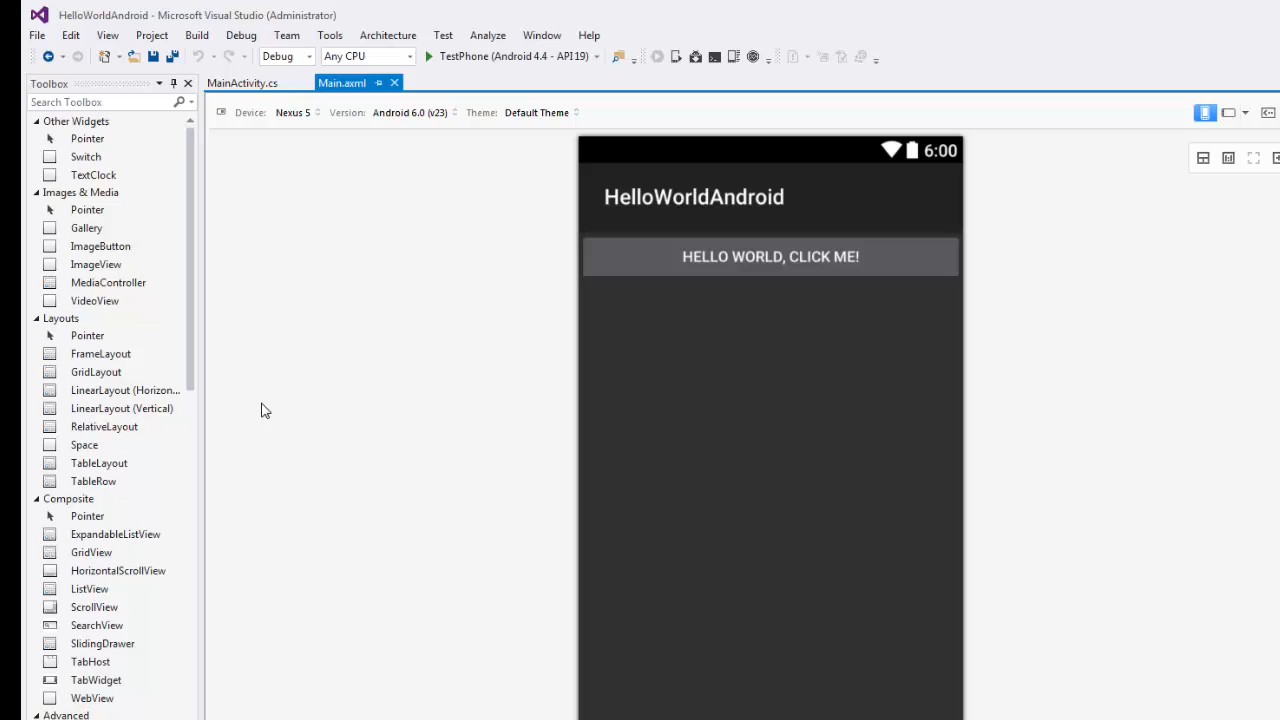 HelloWorldAndroid - Microsoft Visual Studio (Administrator)
File Edit View Project Build Debug Team Tools Architecture Test Analyze Window Help
Debug Any CPU TestPhone (Android 4.4 - API 19)
Toolbox MainActivity.cs Main.axml
Search Toolbox
Device: Nexus 5 Version: Android 6.0 (v23) Theme: Default Theme
Other Widgets
Pointer
Switch
TextClock
Images & Media
Pointer
Gallery
ImageButton
ImageView
MediaController
VideoView
Layouts
Pointer
FrameLayout
GridLayout
LinearLayout (Horizon...
LinearLayout (Vertical)
RelativeLayout
Space
TableLayout
TableRow
Composite
Pointer
ExpandableListView
GridView
HorizontalScrollView
ListView
ScrollView
SearchView
SlidingDrawer
TabHost
TabWidget
WebView
Advanced
6:00
HelloWorldAndroid
HELLO WORLD, CLICK ME!